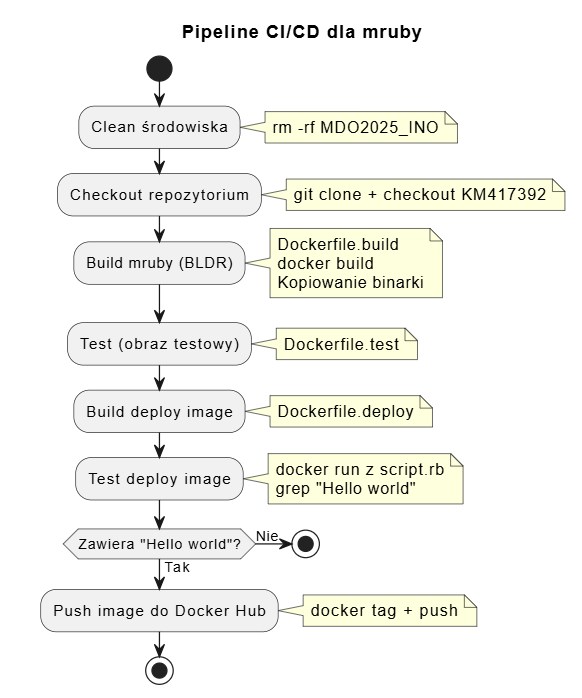 Pipeline CI/CD dla mruby
Clean środowiska
rm -rf MDO2025_INO
Checkout repozytorium
git clone + checkout KM417392
Build mruby (BLDR)
Dockerfile.build
docker build
Kopiowanie binarki
Test (obraz testowy)
Dockerfile.test
Build deploy image
Dockerfile.deploy
Test deploy image
docker run z script.rb
grep "Hello world"
Zawiera "Hello world"?
Nie
Tak
Push image do Docker Hub
docker tag + push